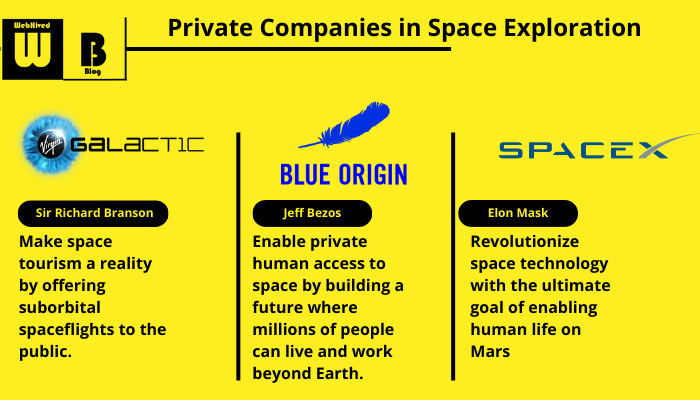 WebHived
W
B
Blog
Private Companies in Space Exploration
Virgin
GALACTIC
BLUE ORIGIN
SPACEX
Sir Richard Branson
Make space
tourism a reality
by offering
suborbital
spaceflights to the
public.
Jeff Bezos
Enable private
human access to
space by building a
future where
millions of people
can live and work
beyond Earth.
Elon Mask
Revolutionize
space technology
with the ultimate
goal of enabling
human life on
Mars